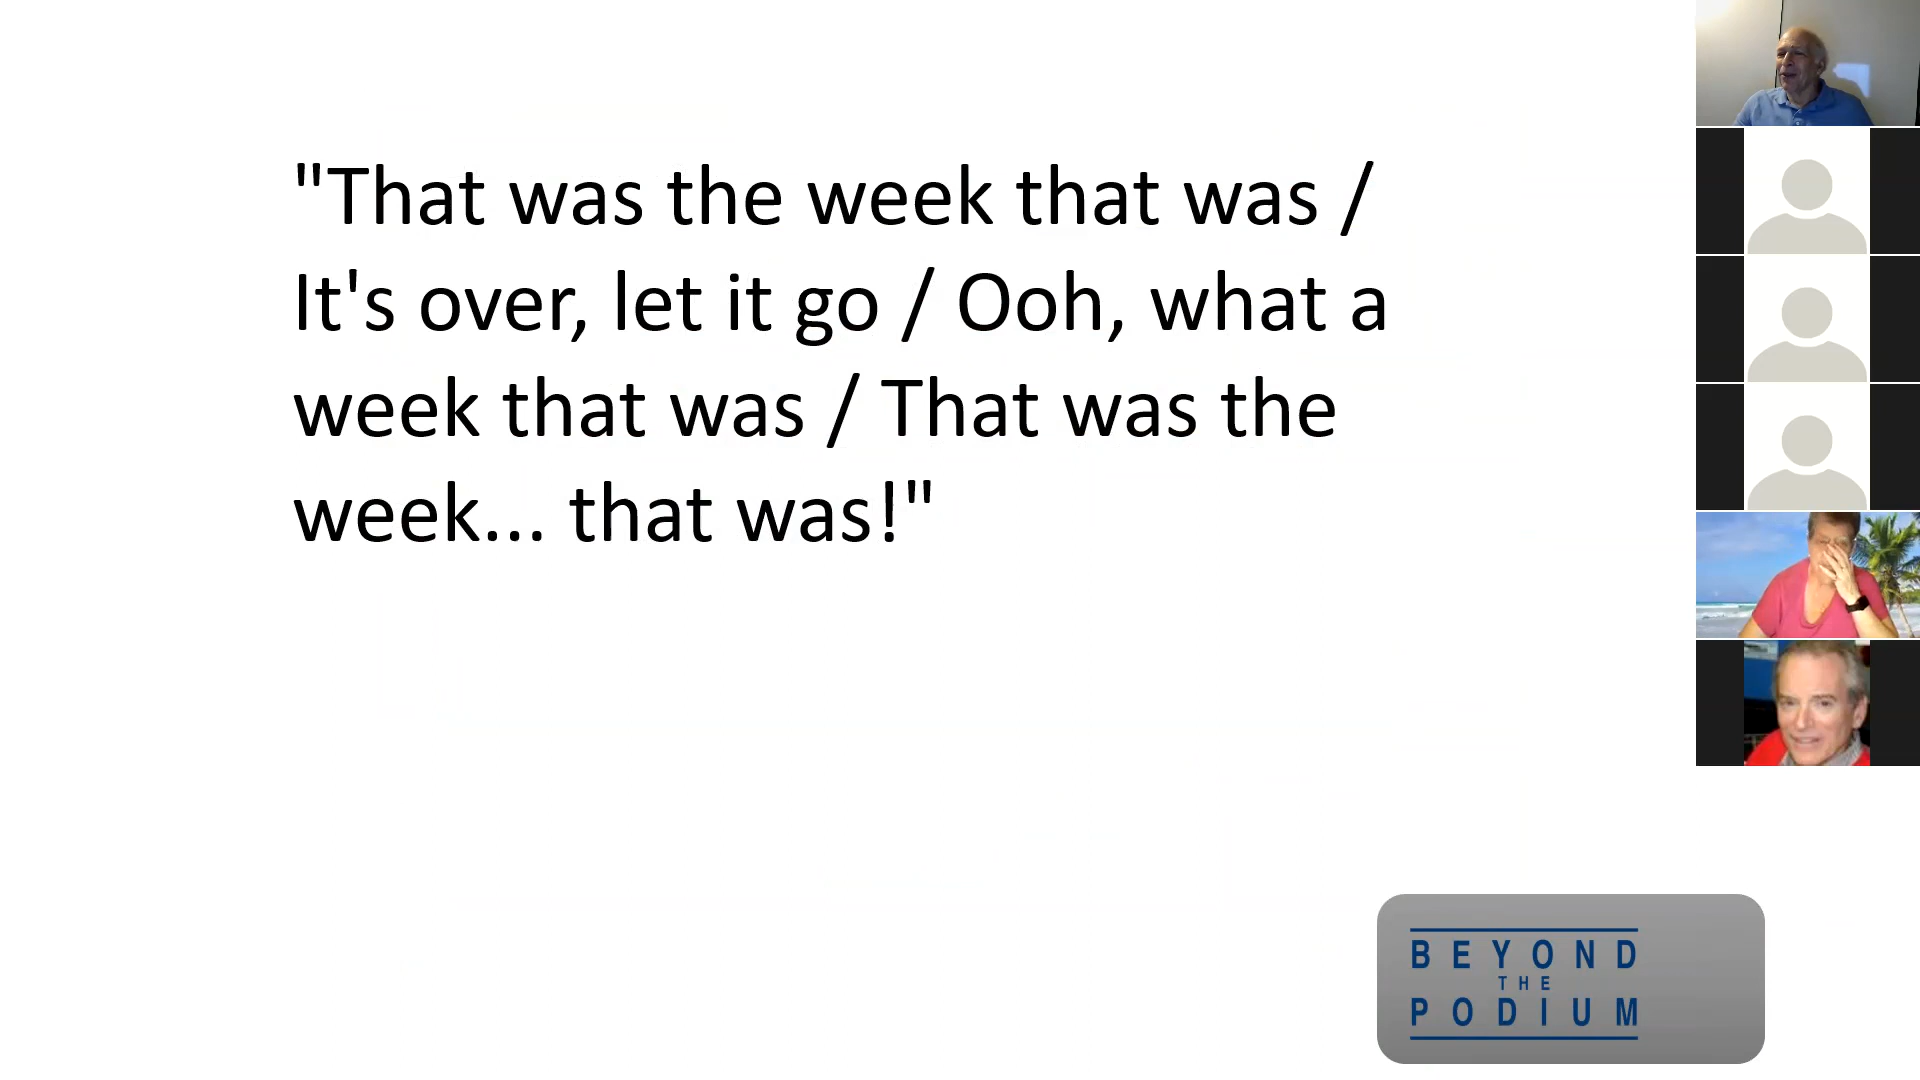 "That was the week that was /
It's over, let it go / Ooh, what a
week that was / That was the
week... that was!"
BEYOND
THE
PODIUM